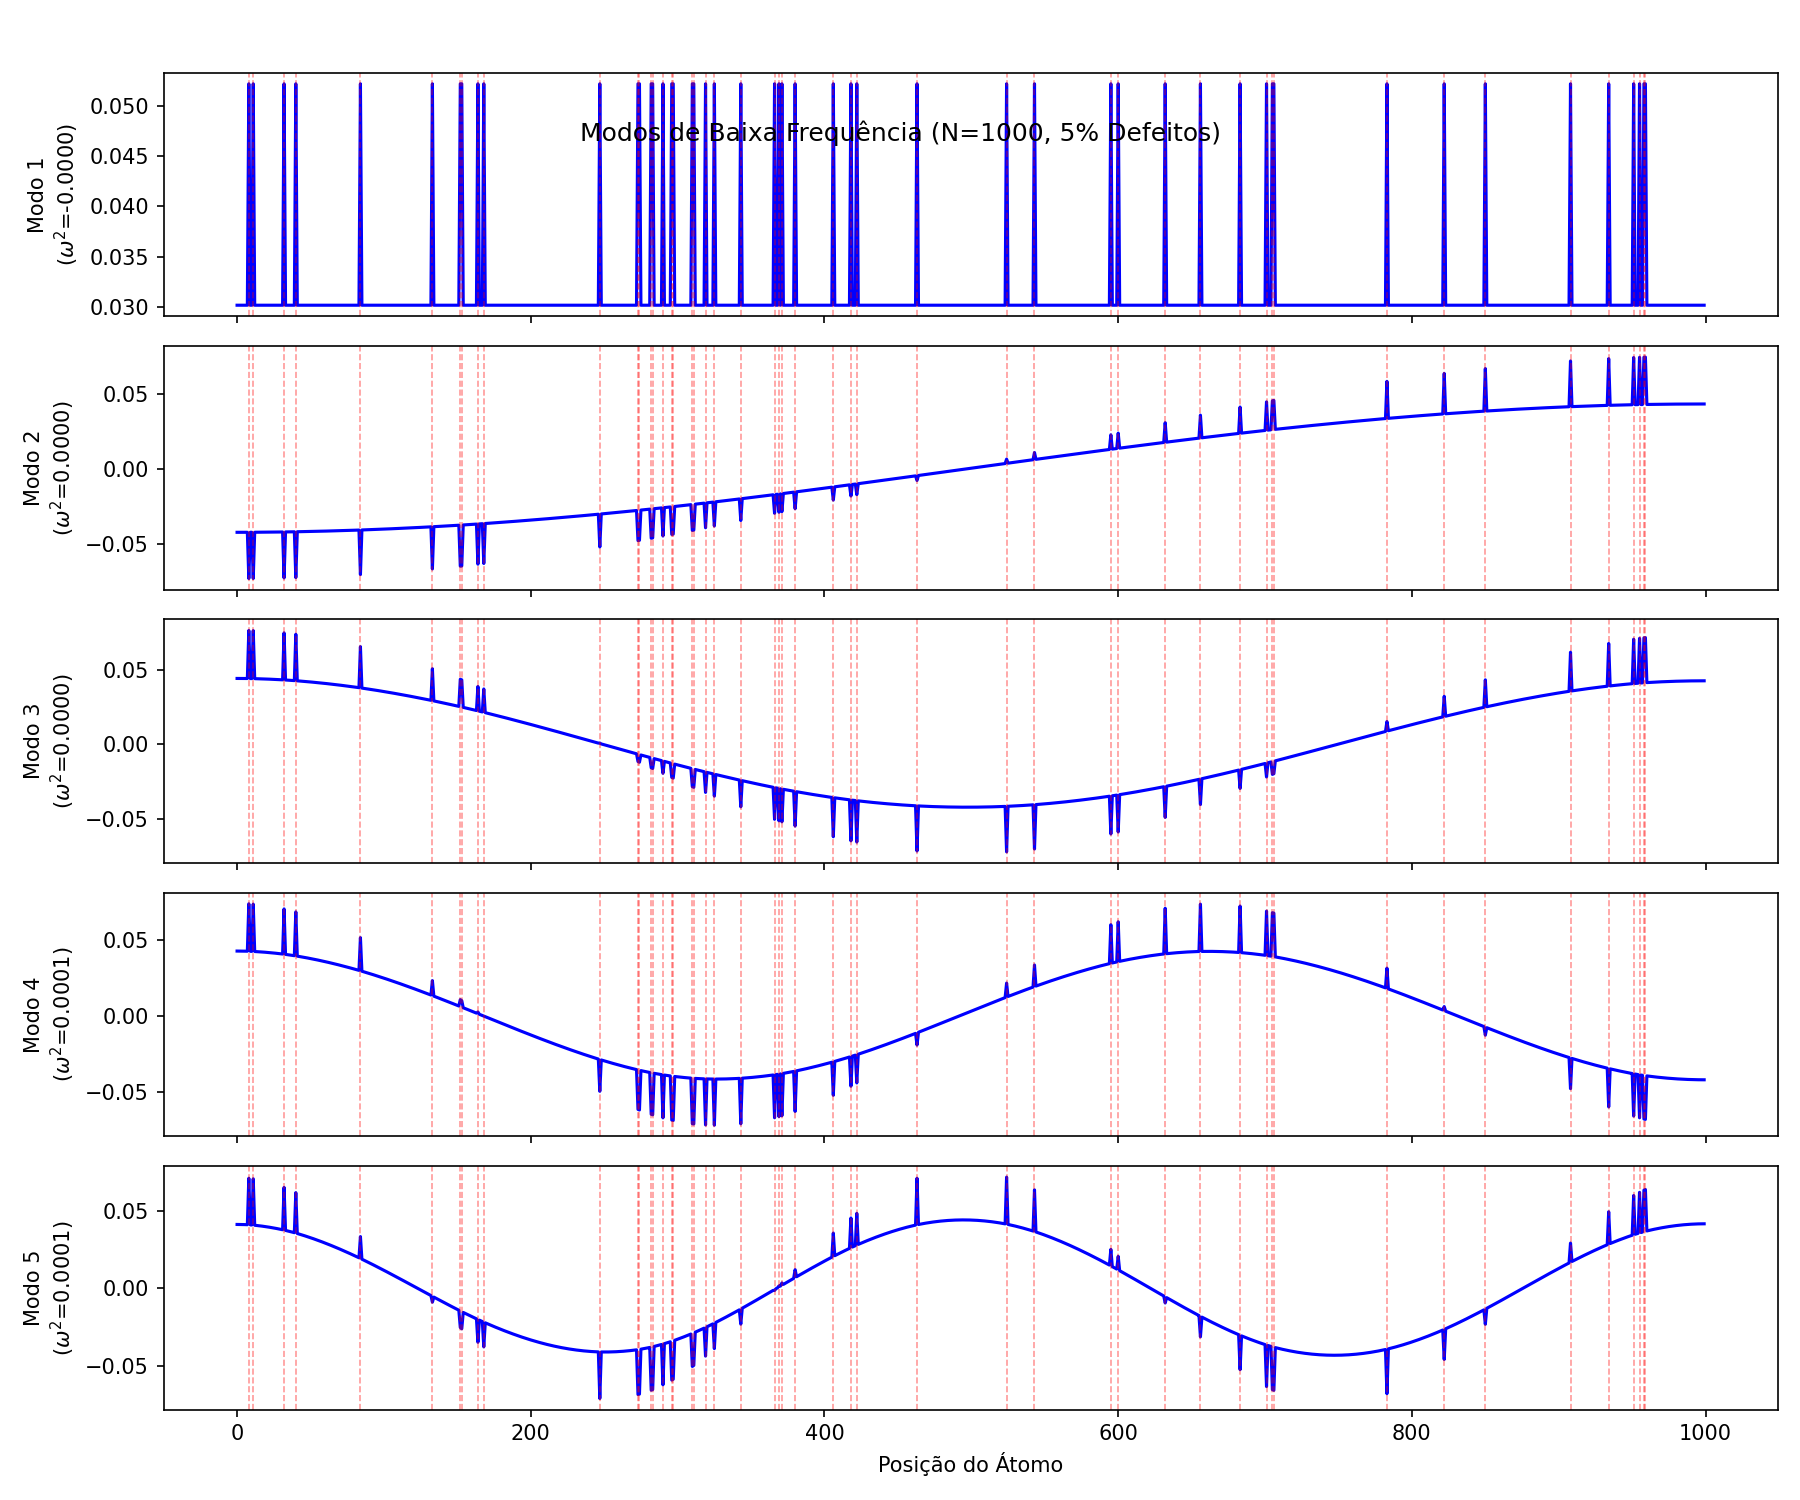 Modos de Baixa Frequência (N=1000, 5% Defeitos)
Modo 1
(ω²=-0.0000)
0.050
0.045
0.040
0.035
0.030
Modo 2
(ω²=0.0000)
0.05
0.00
−0.05
Modo 3
(ω²=0.0000)
0.05
0.00
−0.05
Modo 4
(ω²=0.0001)
0.05
0.00
−0.05
Modo 5
(ω²=0.0001)
0.05
0.00
−0.05
0 200 400 600 800 1000
Posição do Átomo